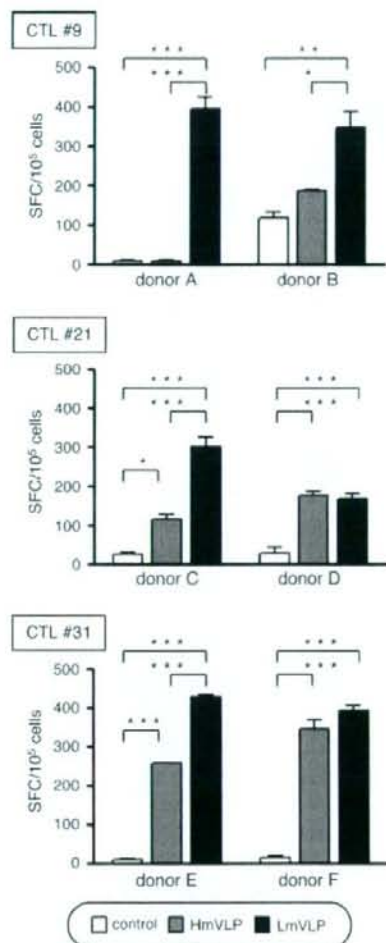 CTL #9
* * *
* * *
* *
*
500
400
300
200
100
0
SFC/10⁵ cells
donor A donor B
CTL #21
* * *
* * *
*
* * *
* * *
500
400
300
200
100
0
SFC/10⁵ cells
donor C donor D
CTL #31
* * *
* * *
* * *
* * *
* * *
500
400
300
200
100
0
SFC/10⁵ cells
donor E donor F
control HmVLP LmVLP